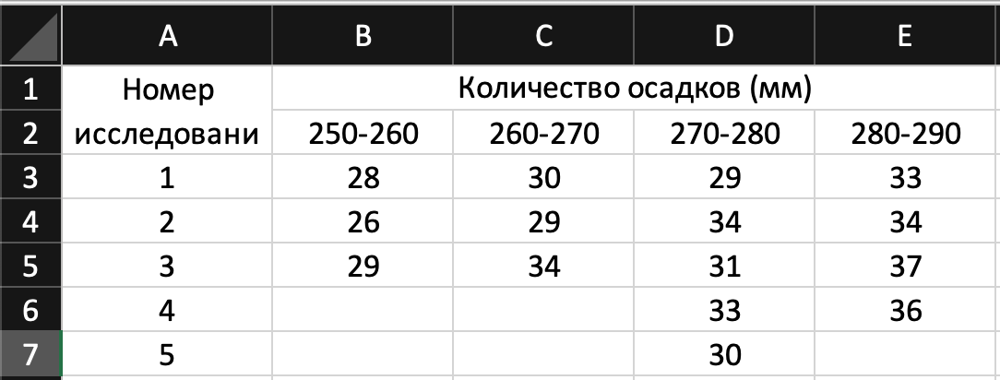 A B C D E
1 Номер Количество осадков (мм)
2 исследовани 250-260 260-270 270-280 280-290
3 1 28 30 29 33
4 2 26 29 34 34
5 3 29 34 31 37
6 4 33 36
7 5 30